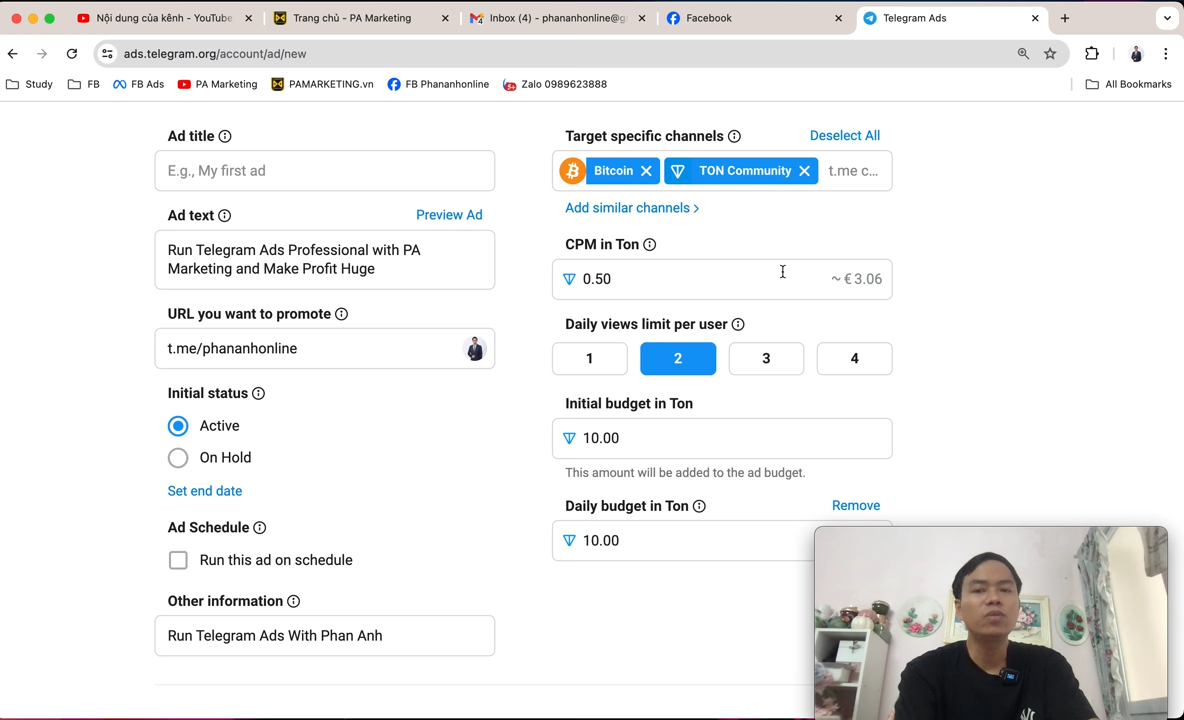 Nội dung của kênh - YouTube
Trang chủ - PA Marketing
Inbox (4) - phananhonline@g
Facebook
Telegram Ads
ads.telegram.org/account/ad/new
Study
FB
FB Ads
PA Marketing
PAMARKETING.vn
FB Phananhonline
Zalo 0989623888
All Bookmarks
Ad title
E.g., My first ad
Ad text
Preview Ad
Run Telegram Ads Professional with PA
Marketing and Make Profit Huge
URL you want to promote
t.me/phananhonline
Initial status
Active
On Hold
Set end date
Ad Schedule
Run this ad on schedule
Other information
Run Telegram Ads With Phan Anh
Target specific channels
Deselect All
Bitcoin
TON Community
t.me c...
Add similar channels >
CPM in Ton
0.50
~ € 3.06
Daily views limit per user
1
2
3
4
Initial budget in Ton
10.00
This amount will be added to the ad budget.
Daily budget in Ton
Remove
10.00